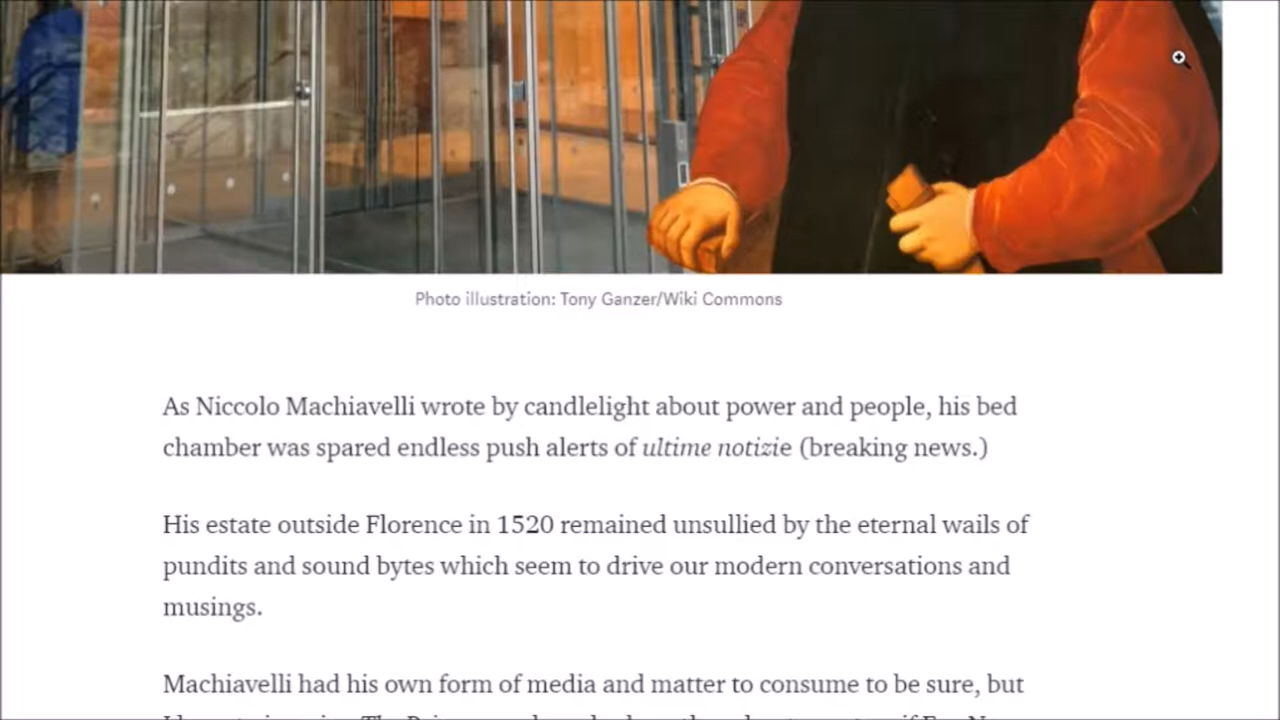 Photo illustration: Tony Ganzer/Wiki Commons
As Niccolo Machiavelli wrote by candlelight about power and people, his bed
chamber was spared endless push alerts of ultime notizie (breaking news.)
His estate outside Florence in 1520 remained unsullied by the eternal wails of
pundits and sound bytes which seem to drive our modern conversations and
musings.
Machiavelli had his own form of media and matter to consume to be sure, but